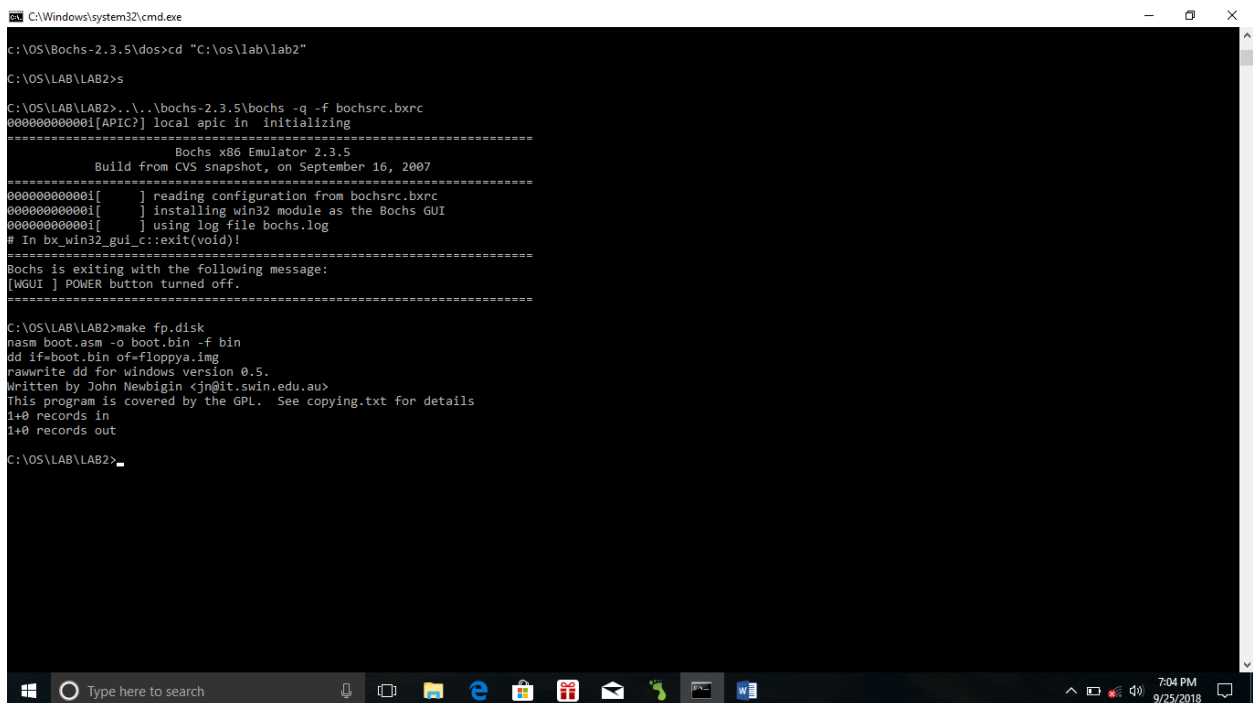 C:\Windows\system32\cmd.exe
c:\OS\Bochs-2.3.5\dos>cd "C:\os\lab\lab2"
C:\OS\LAB\LAB2>s
C:\OS\LAB\LAB2>..\..\bochs-2.3.5\bochs -q -f bochsrc.bxrc
00000000000i[APIC?] local apic in  initializing
========================================================================
Bochs x86 Emulator 2.3.5
Build from CVS snapshot, on September 16, 2007
========================================================================
00000000000i[     ] reading configuration from bochsrc.bxrc
00000000000i[     ] installing win32 module as the Bochs GUI
00000000000i[     ] using log file bochs.log
# In bx_win32_gui_c::exit(void)!
========================================================================
Bochs is exiting with the following message:
[WGUI ] POWER button turned off.
========================================================================
C:\OS\LAB\LAB2>make fp.disk
nasm boot.asm -o boot.bin -f bin
dd if=boot.bin of=floppya.img
rawwrite dd for windows version 0.5.
Written by John Newbigin <jn@it.swin.edu.au>
This program is covered by the GPL.  See copying.txt for details
1+0 records in
1+0 records out
C:\OS\LAB\LAB2>
Type here to search
7:04 PM
9/25/2018